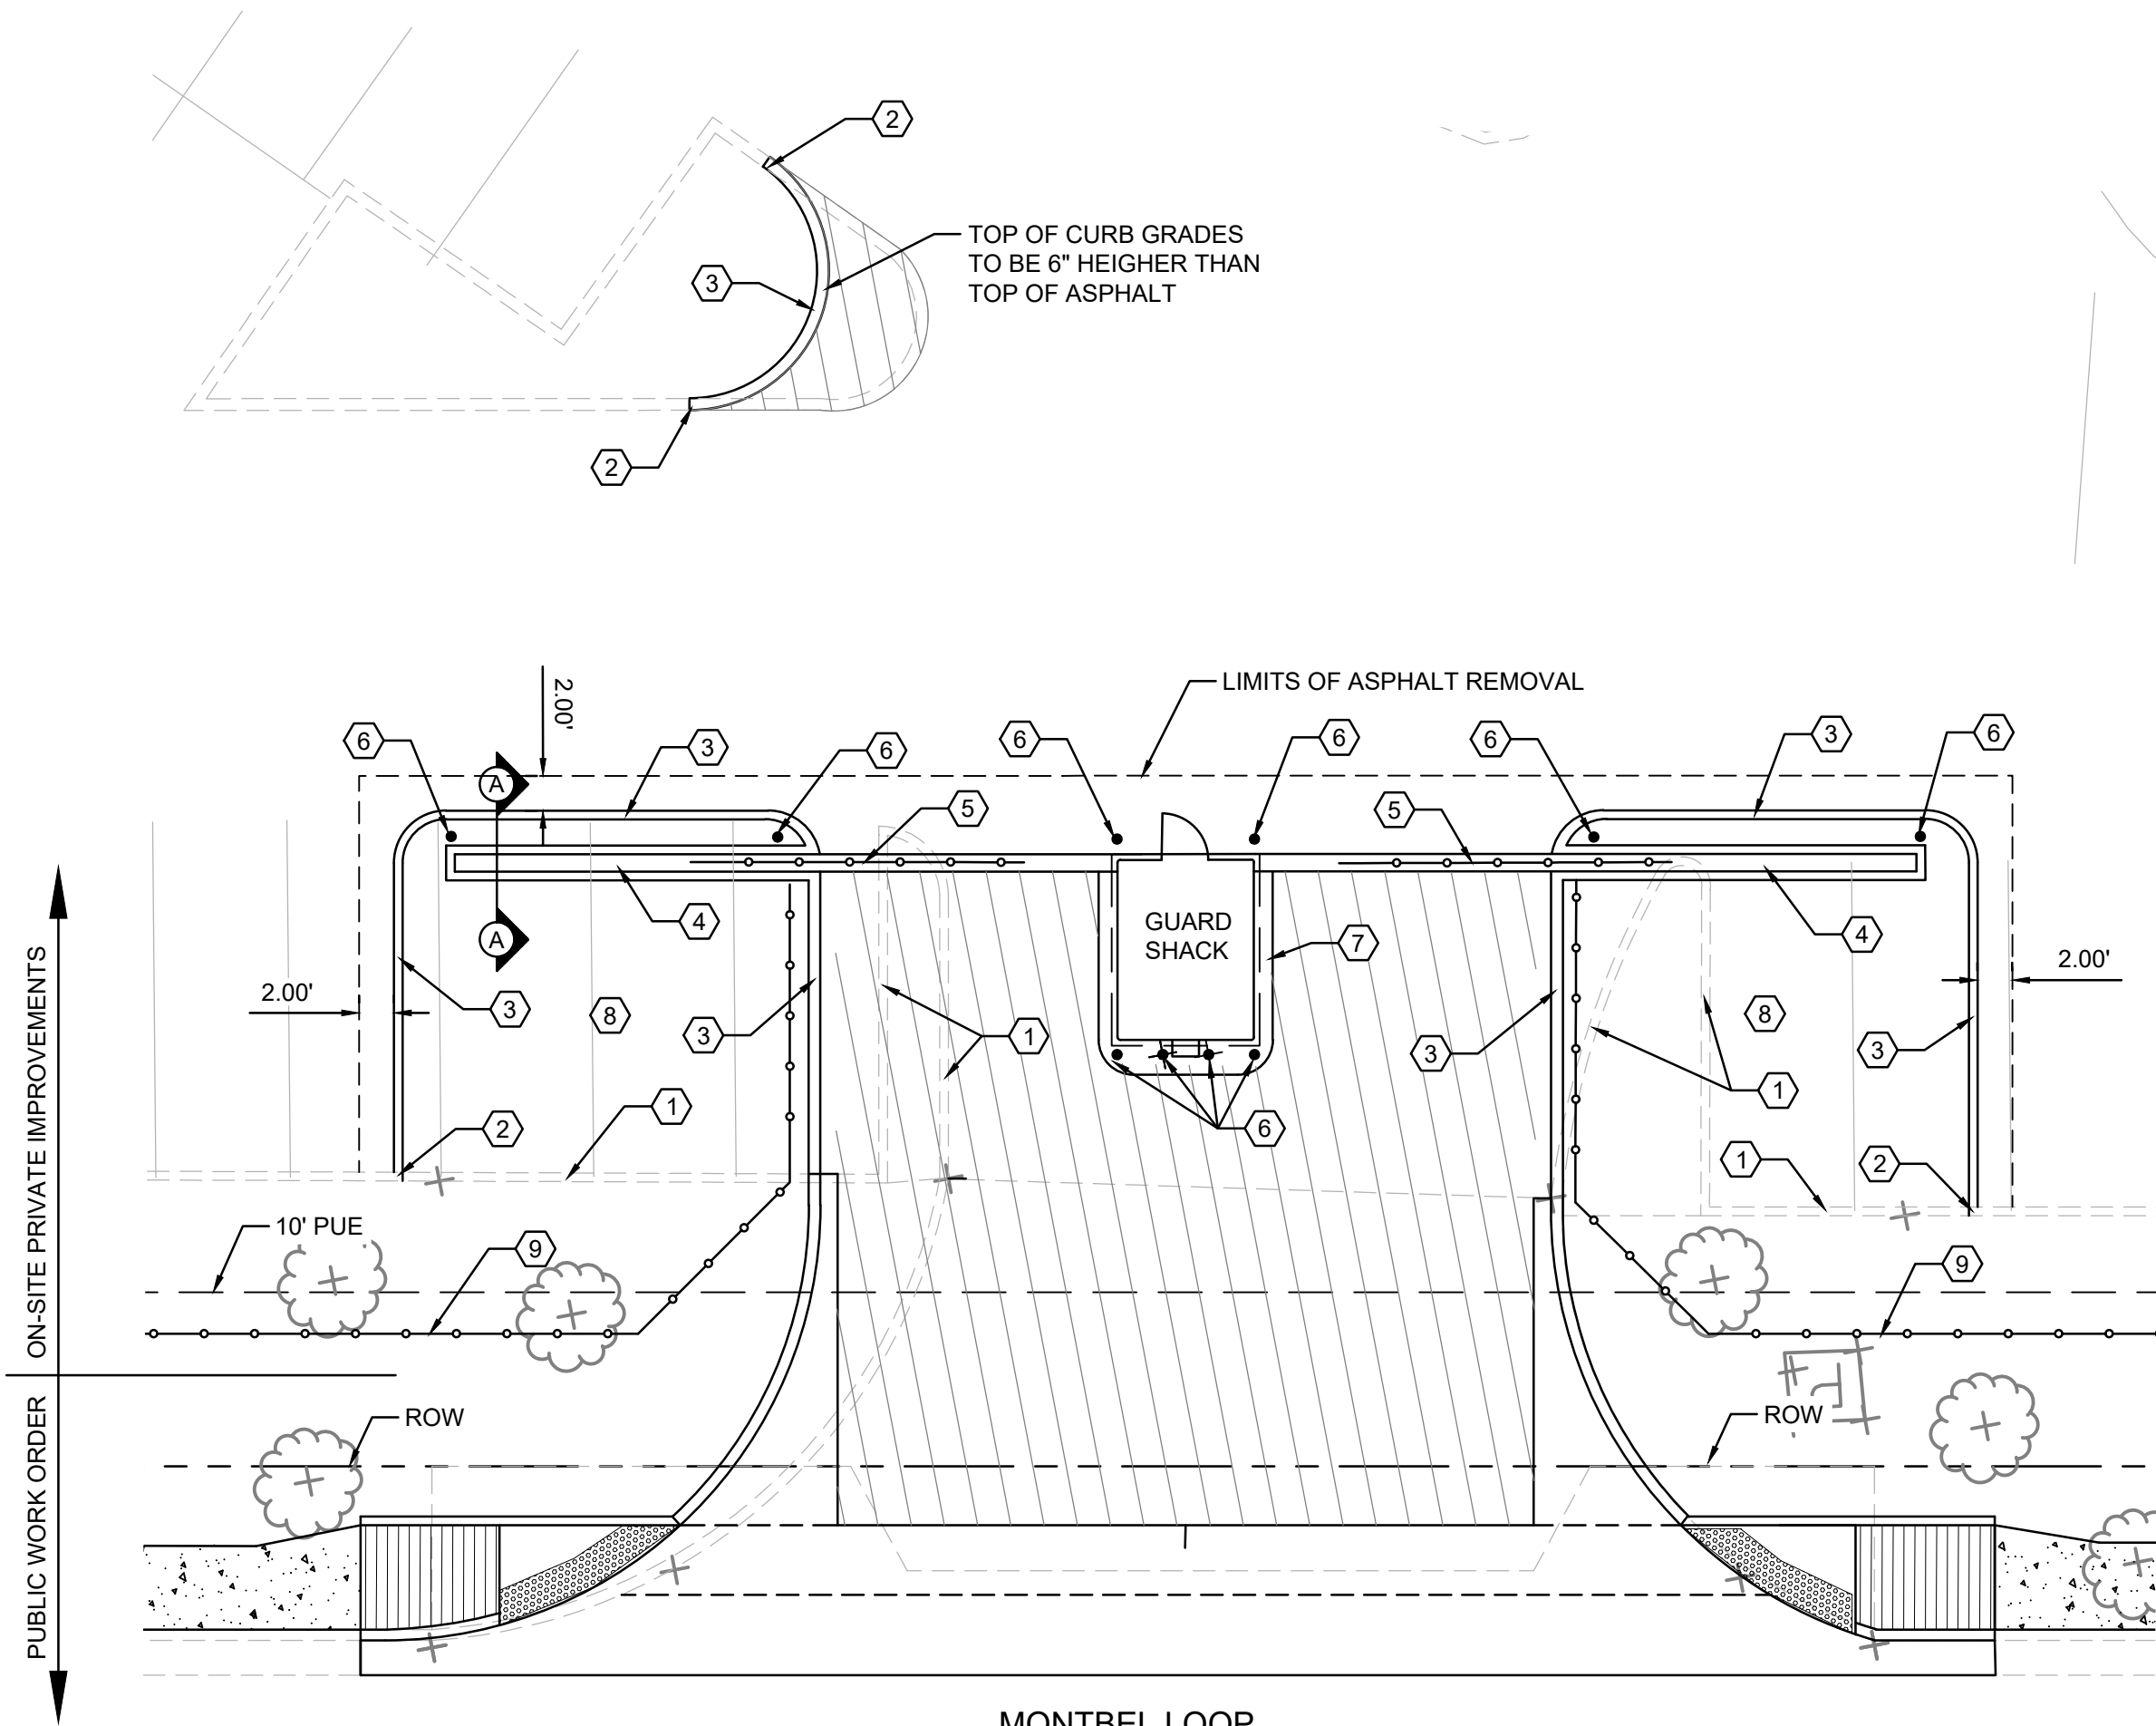 2
TOP OF CURB GRADES
TO BE 6" HEIGHER THAN
TOP OF ASPHALT
3
2
LIMITS OF ASPHALT REMOVAL
2.00'
6
3
6
6
6
6
3
6
A
5
5
4
A
GUARD
SHACK
7
4
2.00'
2.00'
3
8
3
1
3
8
3
1
2
1
6
1
2
10' PUE
9
9
ROW
ROW
ON-SITE PRIVATE IMPROVEMENTS
PUBLIC WORK ORDER
MONTBEL LOOP